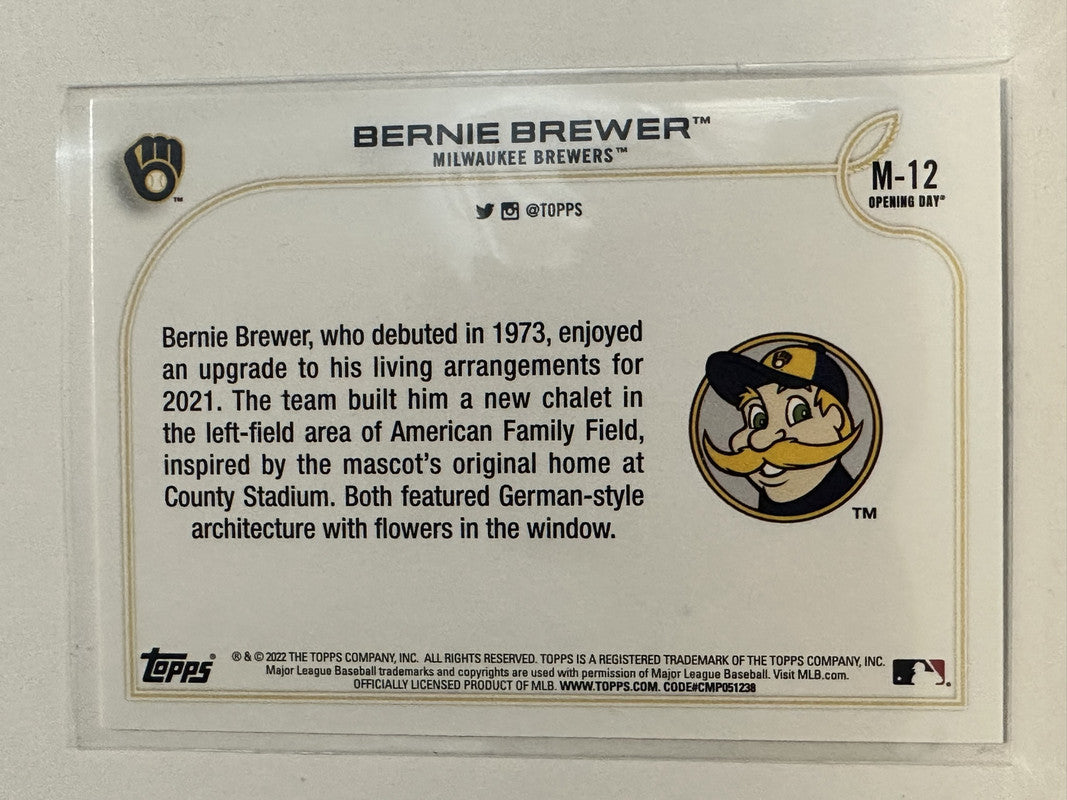 BERNIE BREWER™
MILWAUKEE BREWERS™
M-12
OPENING DAY®
@TOPPS
Bernie Brewer, who debuted in 1973, enjoyed
an upgrade to his living arrangements for
2021. The team built him a new chalet in
the left-field area of American Family Field,
inspired by the mascot's original home at
County Stadium. Both featured German-style
architecture with flowers in the window.
TM
TM
topps®
® & © 2022 THE TOPPS COMPANY, INC. ALL RIGHTS RESERVED. TOPPS IS A REGISTERED TRADEMARK OF THE TOPPS COMPANY, INC.
Major League Baseball trademarks and copyrights are used with permission of Major League Baseball. Visit MLB.com.
OFFICIALLY LICENSED PRODUCT OF MLB. WWW.TOPPS.COM. CODE#CMP051238